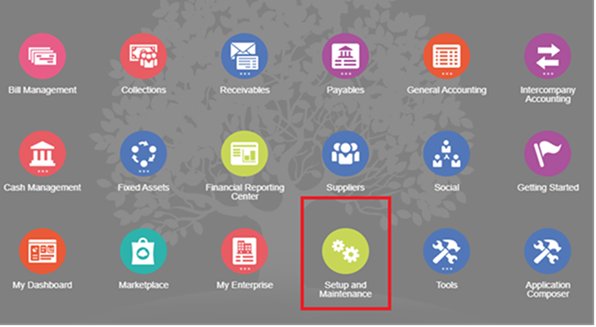 Bill Management
Collections
Receivables
Payables
General Accounting
Intercompany
Accounting
Cash Management
Fixed Assets
Financial Reporting
Center
Suppliers
Social
Getting Started
My Dashboard
Marketplace
My Enterprise
Setup and
Maintenance
Tools
Application
Composer